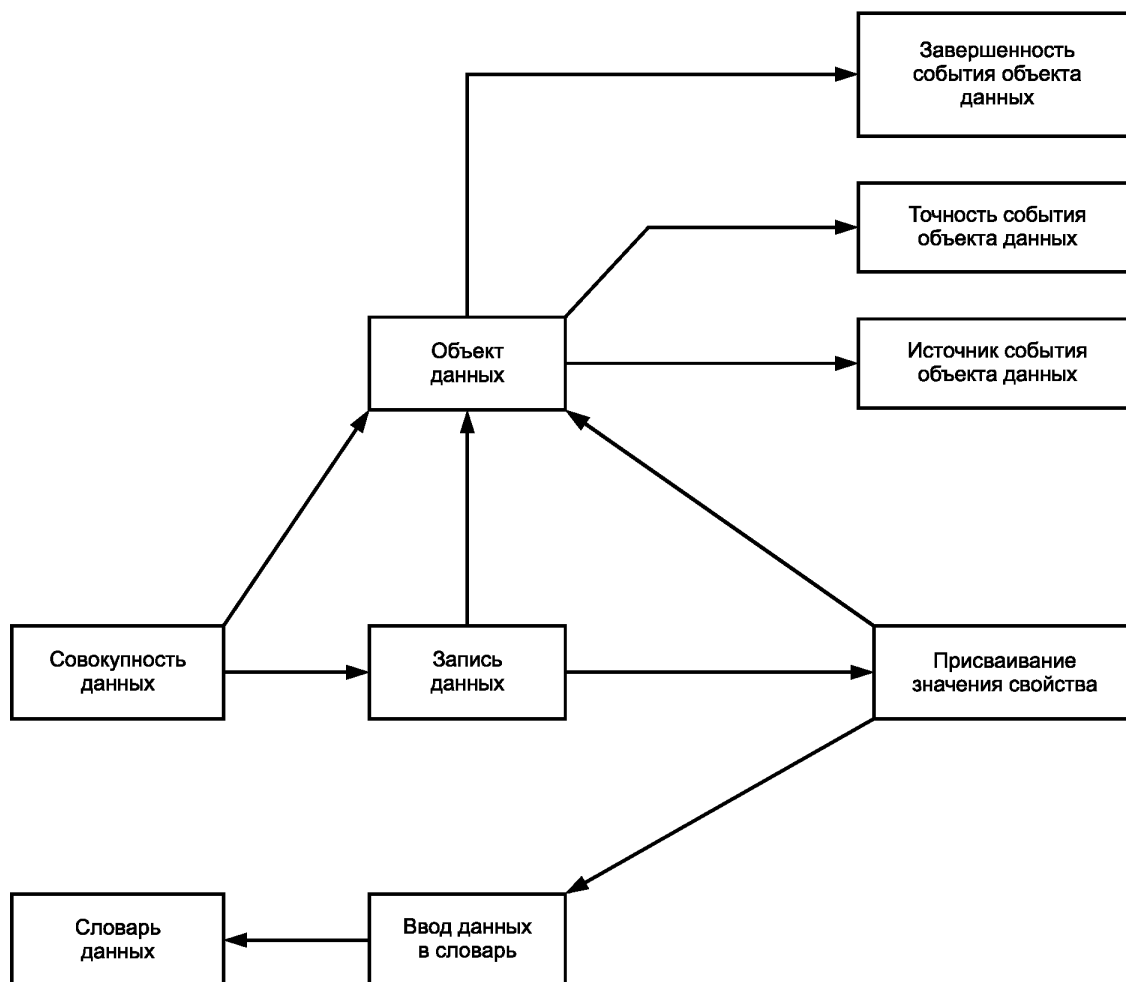 Завершенность
события объекта
данных
Точность события
объекта данных
Объект
данных
Источник события
объекта данных
Совокупность
данных
Запись
данных
Присваивание
значения свойства
Словарь
данных
Ввод данных
в словарь